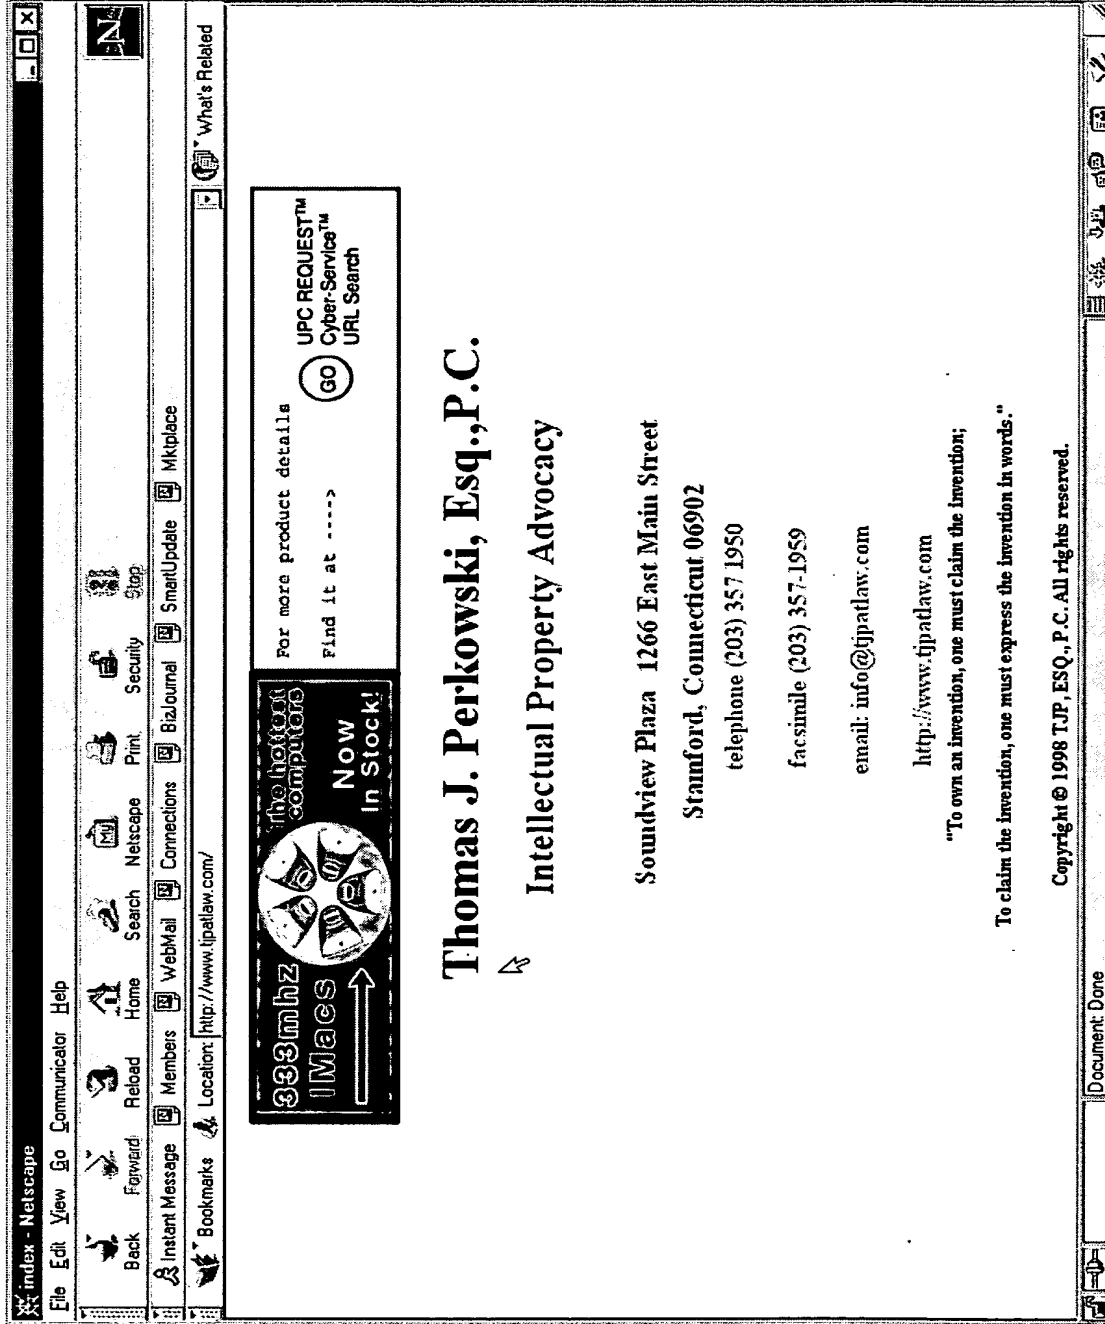 index - Netscape
File Edit View Go Communicator Help
Back Forward Reload Home Search Netscape Print Security Stop
N
Instant Message Members WebMail Connections BizJournal SmartUpdate Mktplace
Bookmarks Location: http://www.tjpatlaw.com/ What's Related
333mhz
IMacs
The hottest
computers
Now
In Stock!
For more product details
Find it at ---->
GO
UPC REQUEST™
Cyber-Service™
URL Search
Thomas J. Perkowski, Esq.,P.C.
Intellectual Property Advocacy
Soundview Plaza 1266 East Main Street
Stamford, Connecticut 06902
telephone (203) 357 1950
facsimile (203) 357-1959
email: info@tjpatlaw.com
http://www.tjpatlaw.com
"To own an invention, one must claim the invention;
To claim the invention, one must express the invention in words."
Copyright © 1998 TJP, ESQ., P.C. All rights reserved.
Document: Done